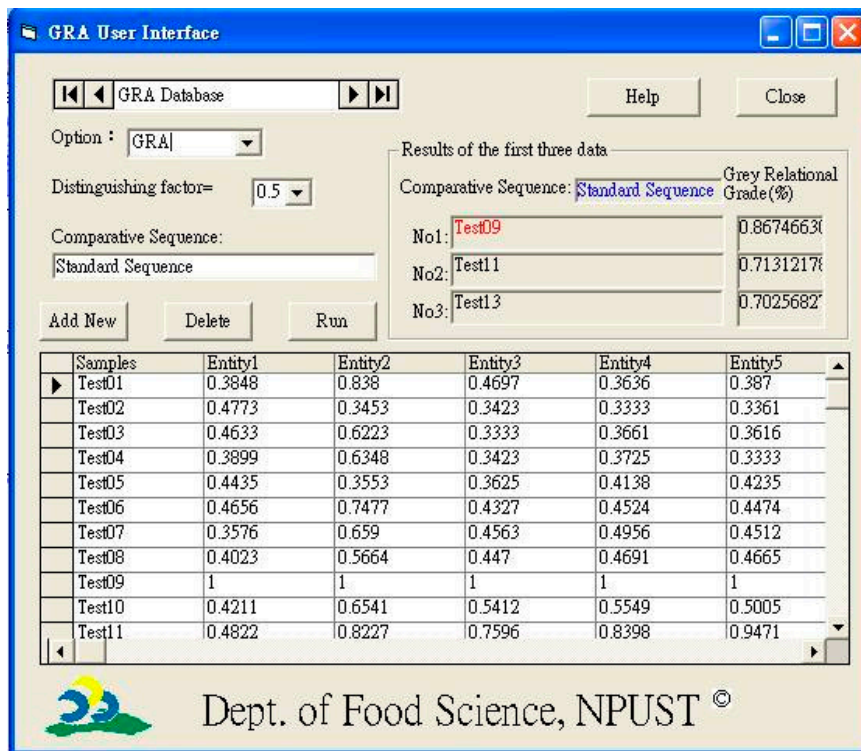 GRA User Interface
GRA Database
Help
Close
Option :
GRA
Distinguishing factor=
0.5
Comparative Sequence:
Standard Sequence
Add New
Delete
Run
Results of the first three data
Comparative Sequence: Standard Sequence
Grey Relational
Grade(%)
No1: Test09 0.86746630
No2: Test11 0.71312178
No3: Test13 0.7025682
Samples Entity1 Entity2 Entity3 Entity4 Entity5
Test01 0.3848 0.838 0.4697 0.3636 0.387
Test02 0.4773 0.3453 0.3423 0.3333 0.3361
Test03 0.4633 0.6223 0.3333 0.3661 0.3616
Test04 0.3899 0.6348 0.3423 0.3725 0.3333
Test05 0.4435 0.3553 0.3625 0.4138 0.4235
Test06 0.4656 0.7477 0.4327 0.4524 0.4474
Test07 0.3576 0.659 0.4563 0.4956 0.4512
Test08 0.4023 0.5664 0.447 0.4691 0.4665
Test09 1 1 1 1 1
Test10 0.4211 0.6541 0.5412 0.5549 0.5005
Test11 0.4822 0.8227 0.7596 0.8398 0.9471
Dept. of Food Science, NPUST ©